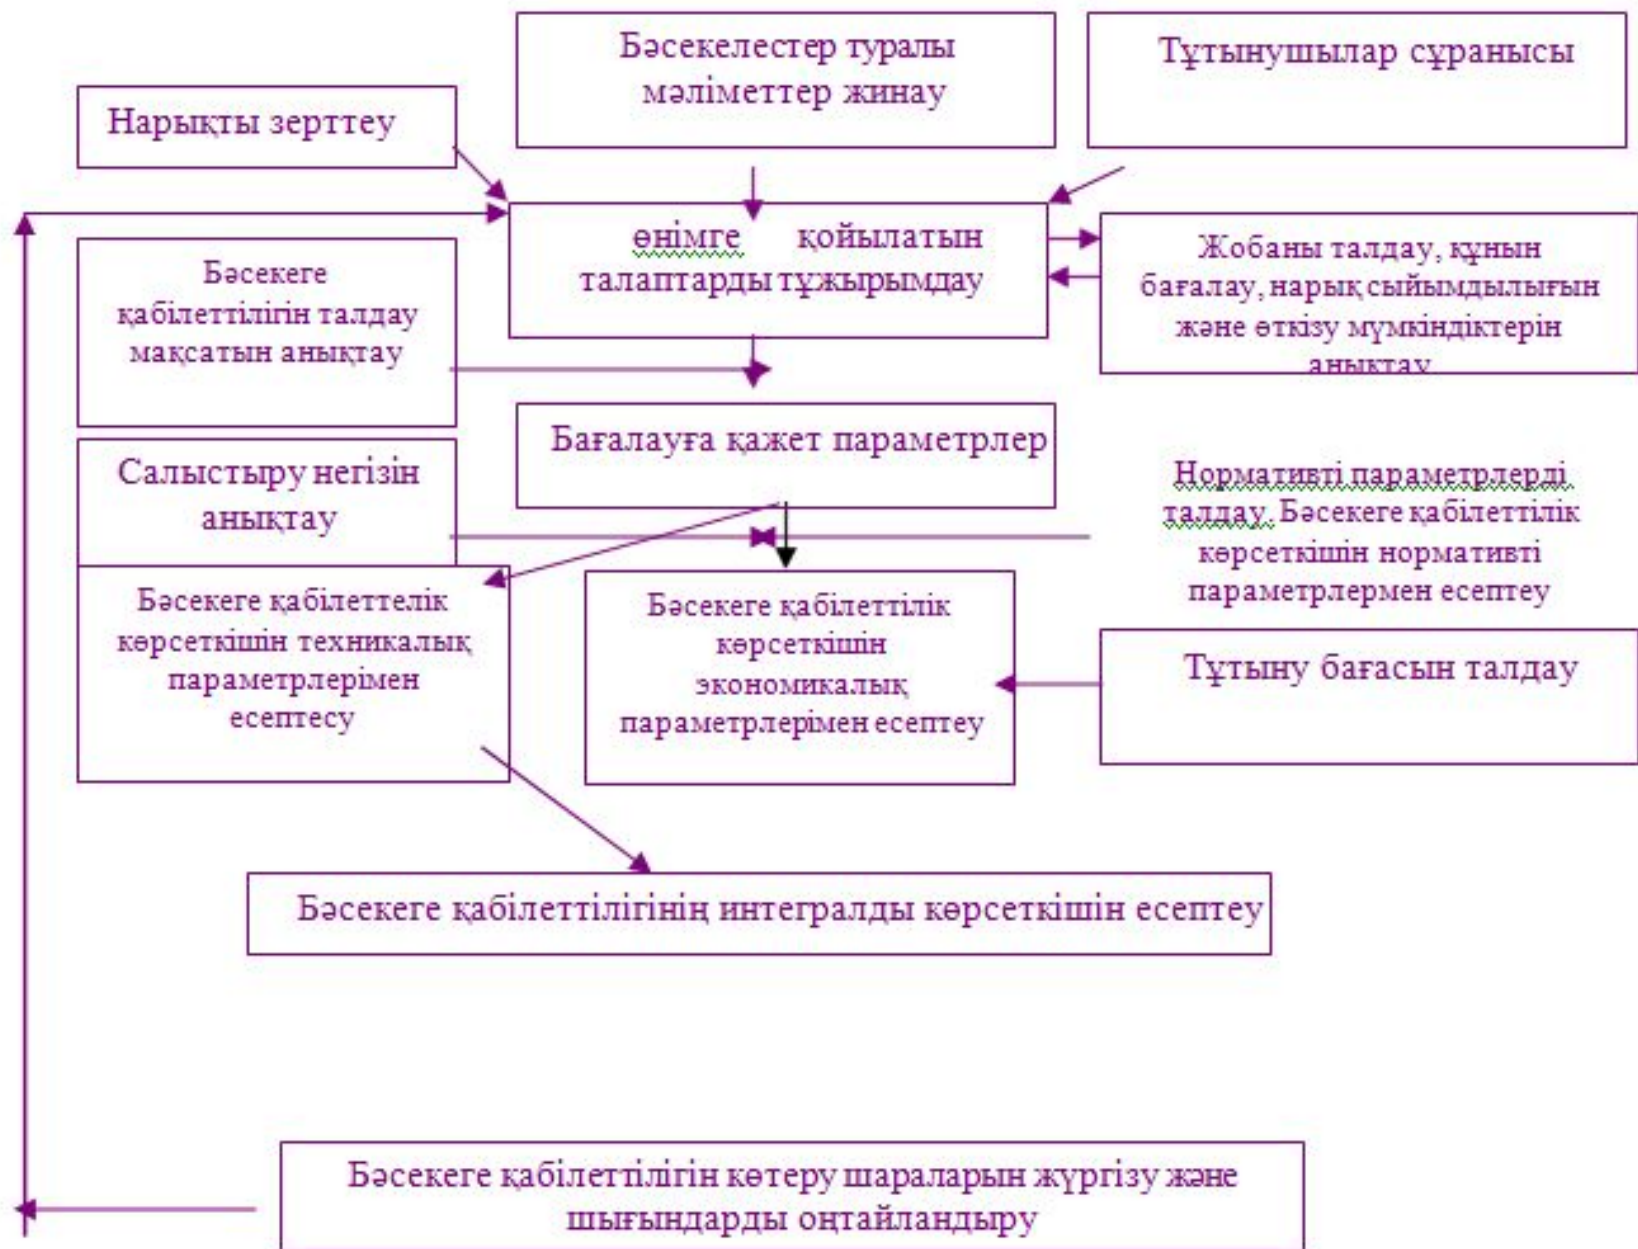 Бәсекелестер туралы
мәліметтер жинау
Тұтынушылар сұранысы
Нарықты зерттеу
өнімге қойылатын
талаптарды тұжырымдау
Жобаны талдау, құнын
бағалау, нарық сыйымдылығын
және өткізу мүмкіндіктерін
анықтау
Бәсекеге
қабілеттілігін талдау
мақсатын анықтау
Бағалауға қажет параметрлер
Салыстыру негізін
анықтау
Нормативті параметрлерді
талдау. Бәсекеге қабілеттілік
көрсеткішін нормативті
параметрлермен есептеу
Бәсекеге қабілеттелік
көрсеткішін техникалық
параметрлерімен
есептесу
Бәсекеге қабілеттілік
көрсеткішін
экономикалық
параметрлерімен есептеу
Тұтыну бағасын талдау
Бәсекеге қабілеттілігінің интегралды көрсеткішін есептеу
Бәсекеге қабілеттілігін көтеру шараларын жүргізу және
шығындарды оңтайландыру